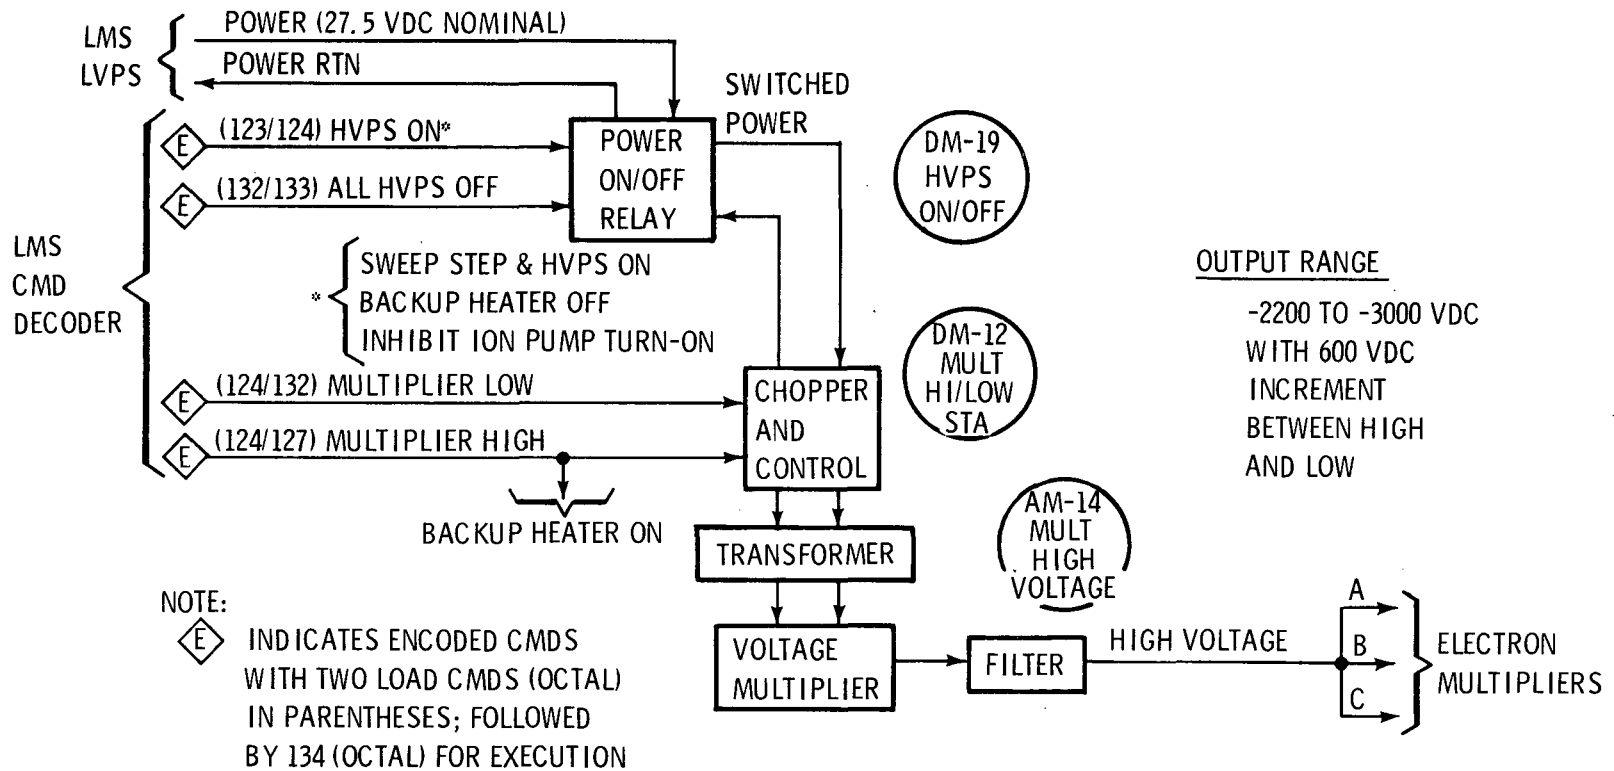 LMS
LVPS
POWER (27.5 VDC NOMINAL)
POWER RTN
SWITCHED
POWER
(123/124) HVPS ON*
(132/133) ALL HVPS OFF
E
E
POWER
ON/OFF
RELAY
DM-19
HVPS
ON/OFF
LMS
CMD
DECODER
*
SWEEP STEP & HVPS ON
BACKUP HEATER OFF
INHIBIT ION PUMP TURN-ON
OUTPUT RANGE
-2200 TO -3000 VDC
WITH 600 VDC
INCREMENT
BETWEEN HIGH
AND LOW
DM-12
MULT
HI/LOW
STA
E
(124/132) MULTIPLIER LOW
E
(124/127) MULTIPLIER HIGH
CHOPPER
AND
CONTROL
BACKUP HEATER ON
AM-14
MULT
HIGH
VOLTAGE
TRANSFORMER
NOTE:
E
INDICATES ENCODED CMDS
WITH TWO LOAD CMDS (OCTAL)
IN PARENTHESES; FOLLOWED
BY 134 (OCTAL) FOR EXECUTION
VOLTAGE
MULTIPLIER
FILTER
HIGH VOLTAGE
A
B
C
ELECTRON
MULTIPLIERS